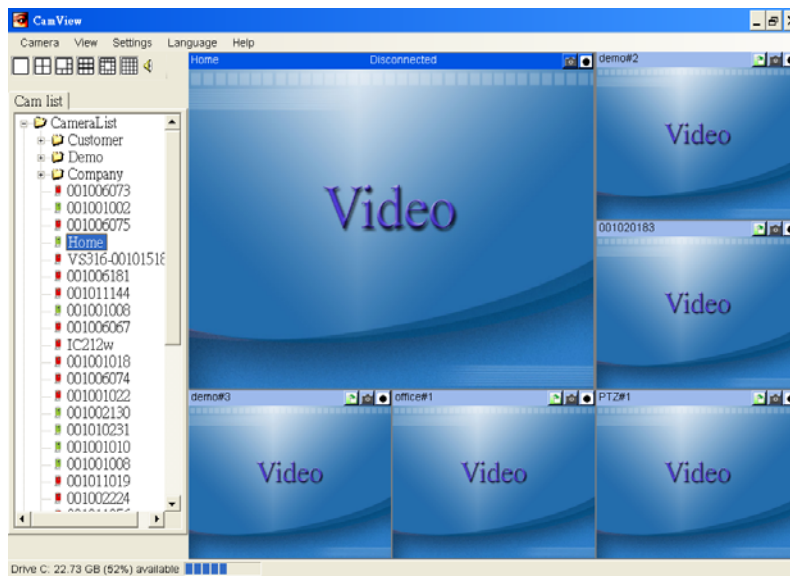 CamView
Camera View Settings Language Help
Cam list
CameraList
Customer
Demo
Company
001006073
001001002
001006075
Home
VS316-00101518
001006181
001011144
001001008
001006067
IC212w
001001018
001006074
001001022
001002130
001010231
001001010
001001008
001011019
001002224
Home Disconnected
Video
demo#2
Video
001020183
Video
demo#3
Video
office#1
Video
PTZ#1
Video
Drive C: 22.73 GB (52%) available